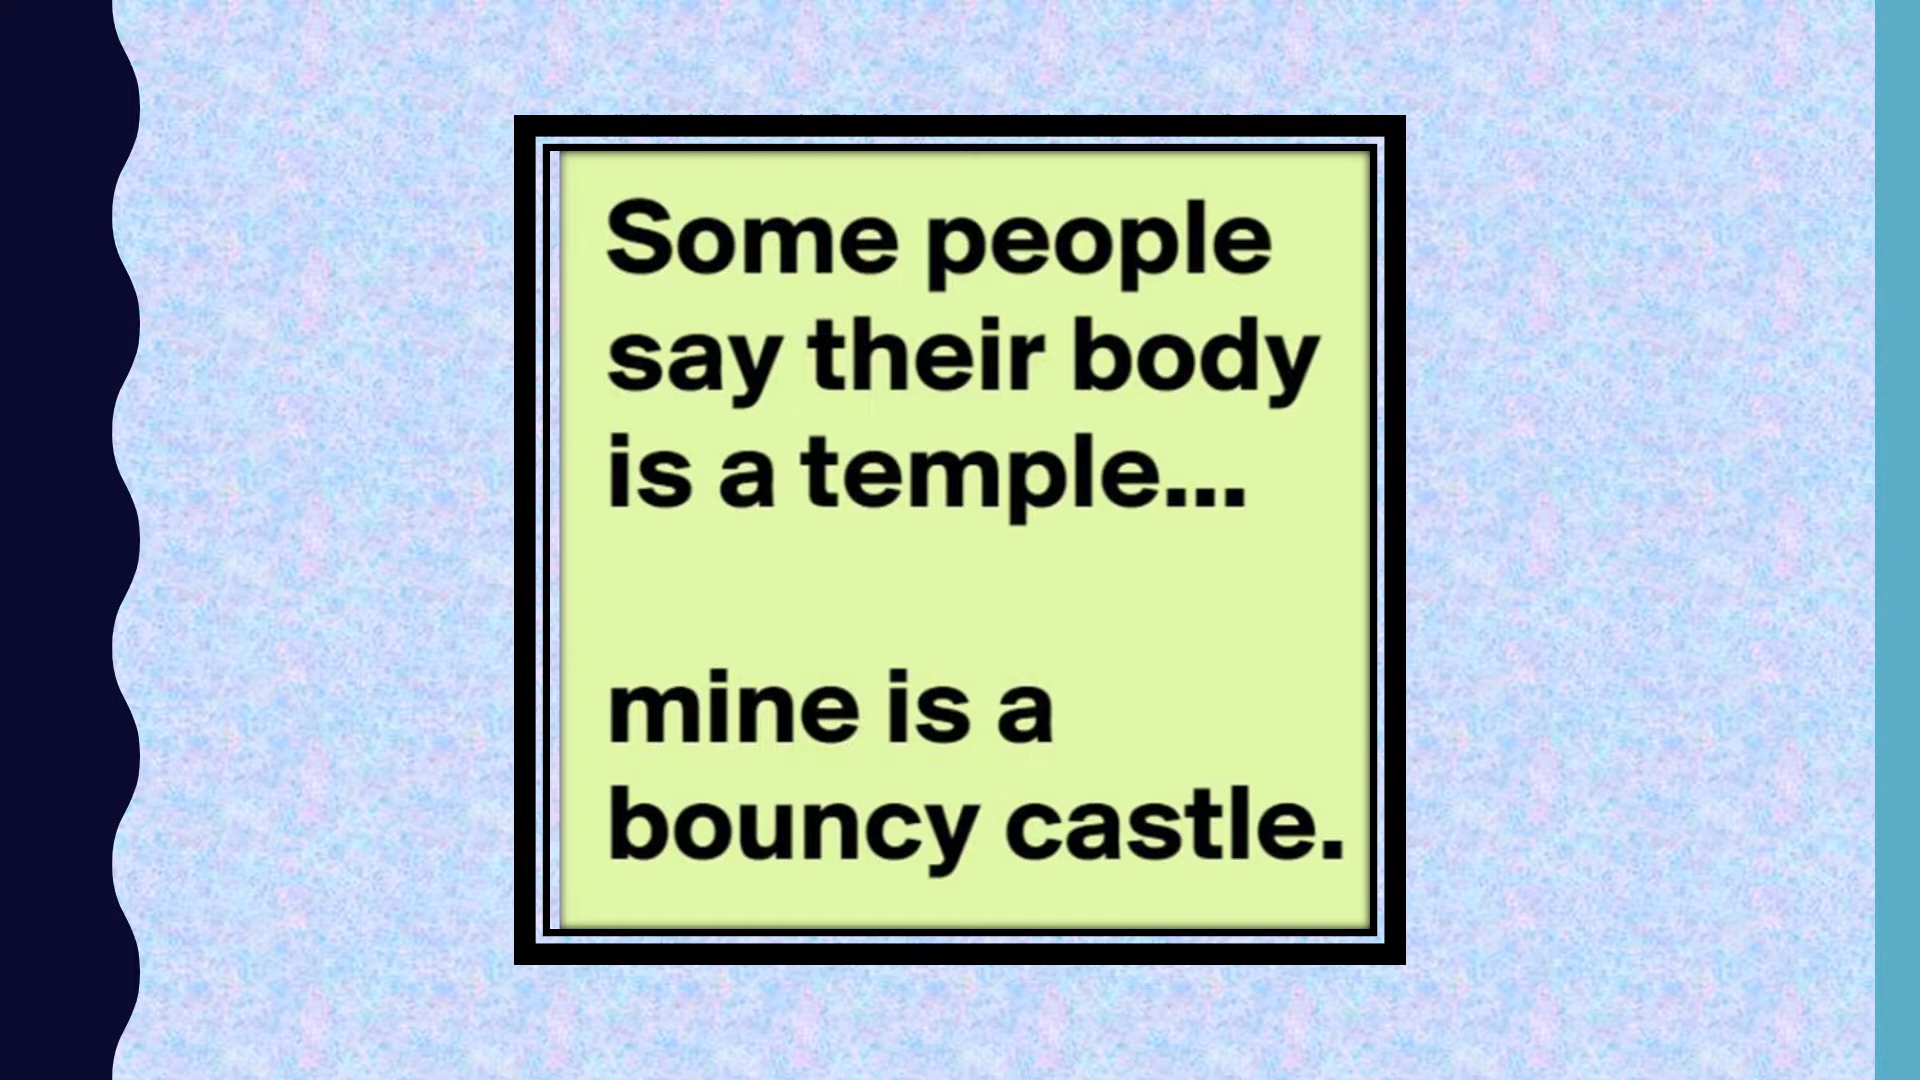 Some people
say their body
is a temple...
mine is a
bouncy castle.